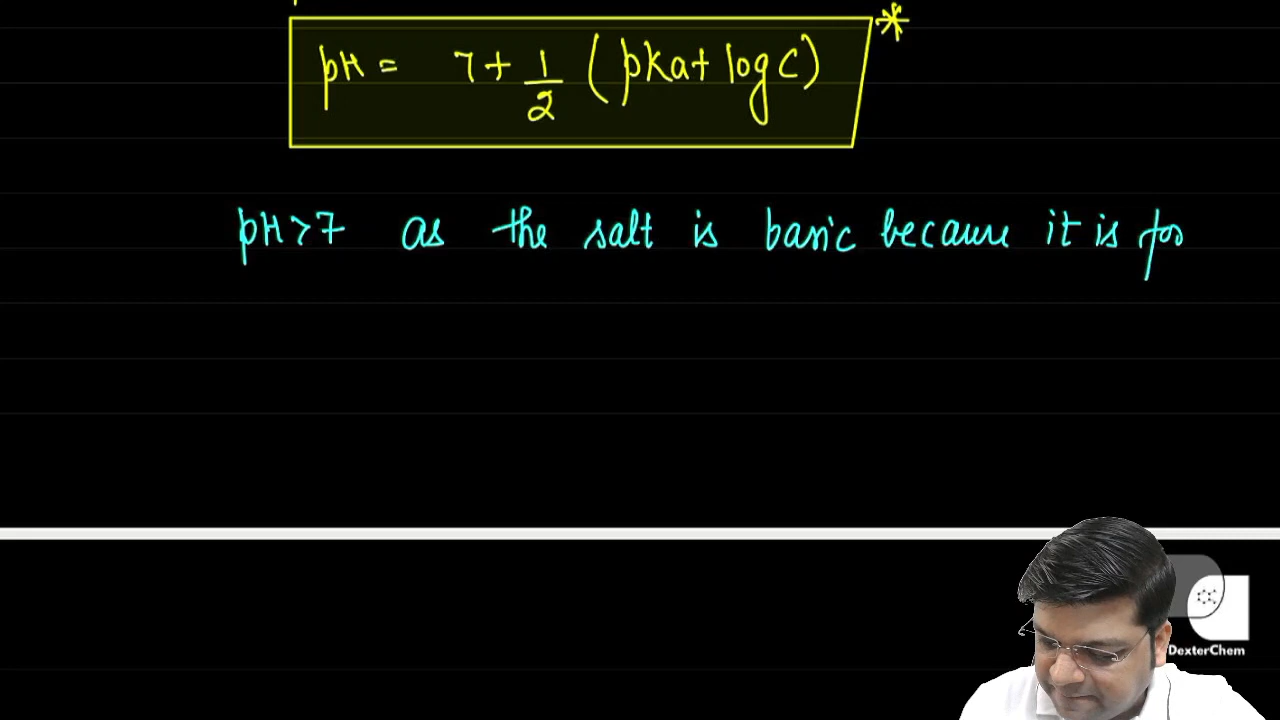 pH = 7 + 1/2 (pKa + log C) *
pH > 7 as the salt is basic because it is for
DexterChem